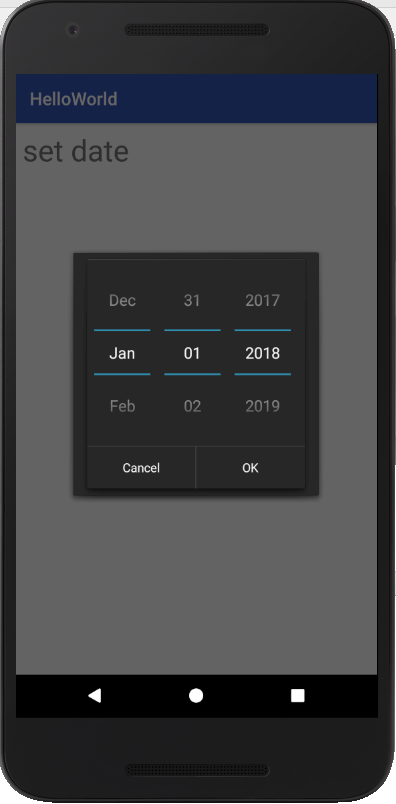 HelloWorld
set date
Dec 31 2017
Jan 01 2018
Feb 02 2019
Cancel OK